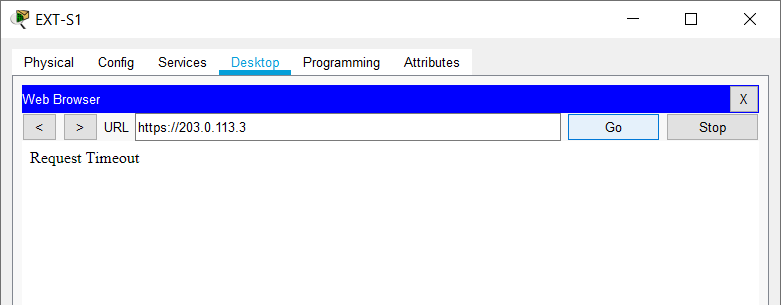 EXT-S1
Physical Config Services Desktop Programming Attributes
Web Browser X
< > URL https://203.0.113.3 Go Stop
Request Timeout